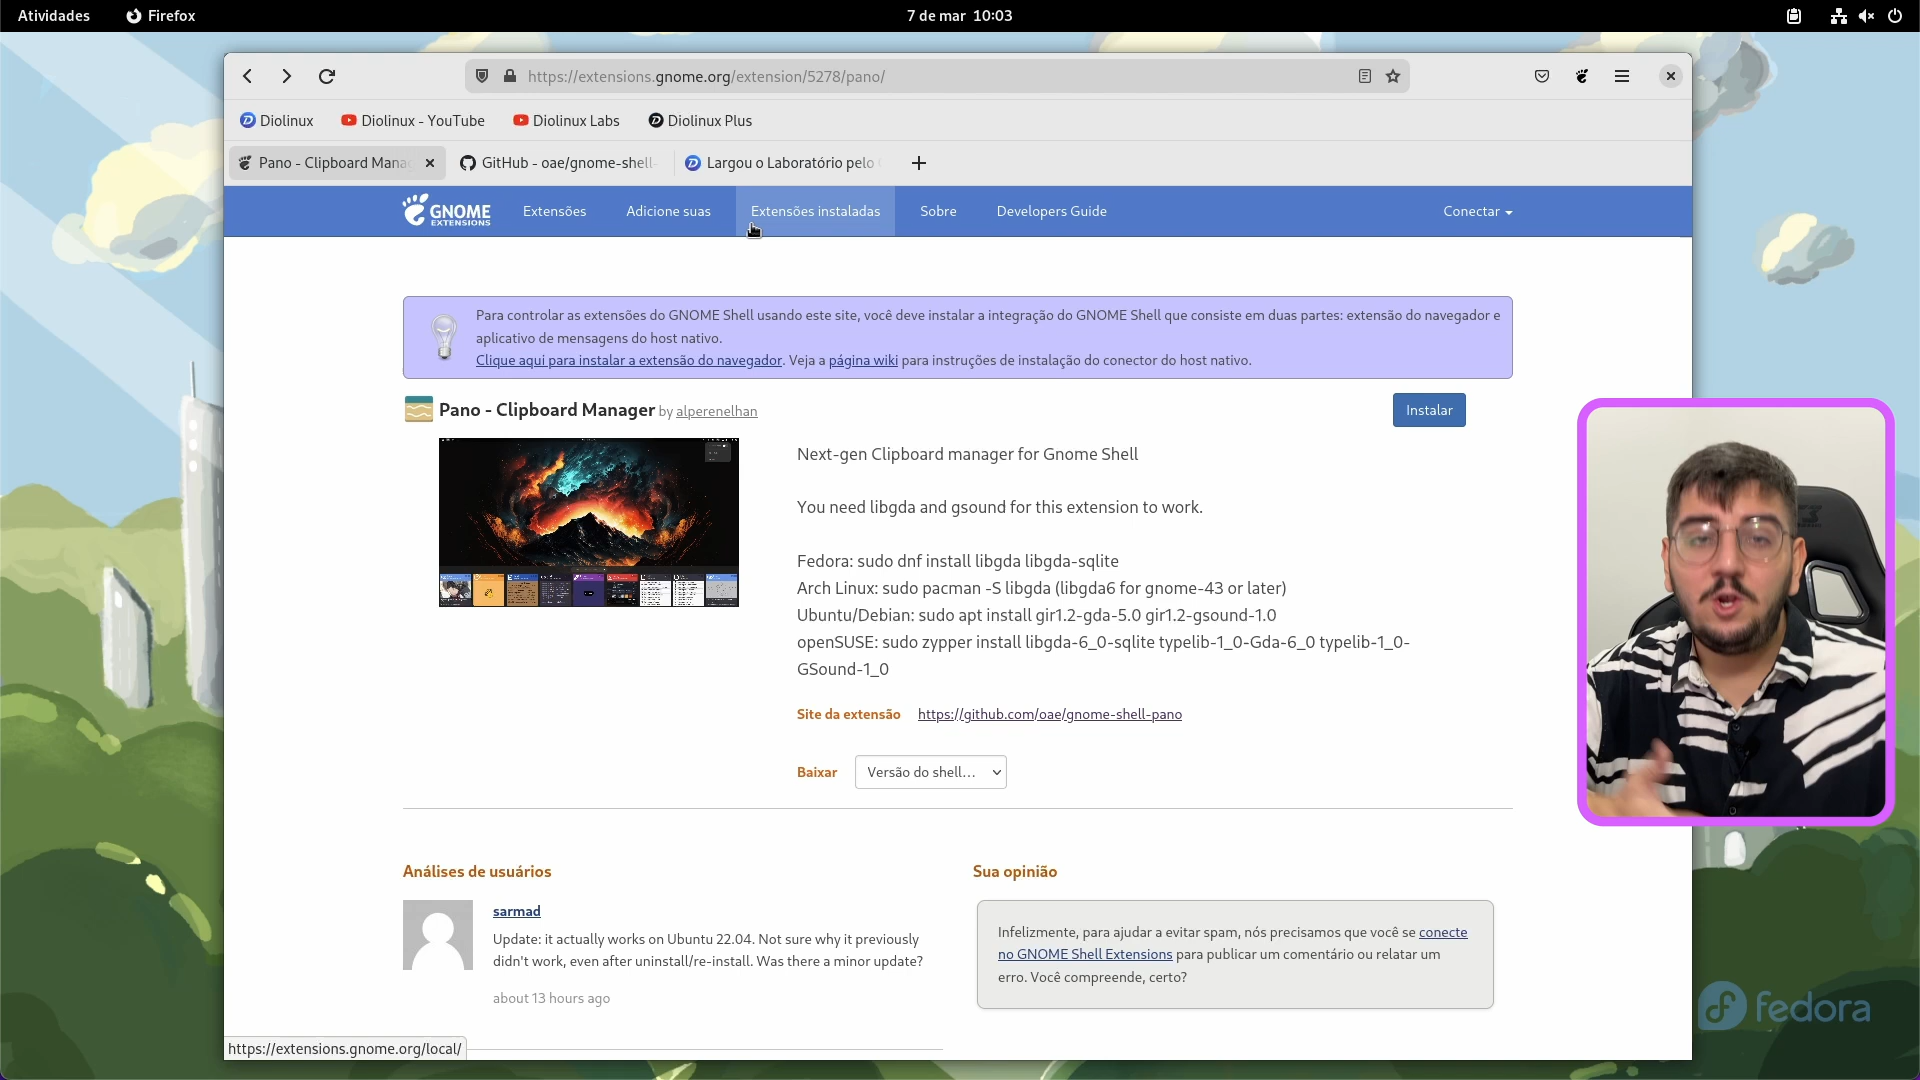 Atividades
Firefox
7 de mar 10:03
https://extensions.gnome.org/extension/5278/pano/
Diolinux
Diolinux - YouTube
Diolinux Labs
Diolinux Plus
Pano - Clipboard Mana
GitHub - oae/gnome-shell-
Largou o Laboratório pelo
GNOME
EXTENSIONS
Extensões
Adicione suas
Extensões instaladas
Sobre
Developers Guide
Conectar
Para controlar as extensões do GNOME Shell usando este site, você deve instalar a integração do GNOME Shell que consiste em duas partes: extensão do navegador e
aplicativo de mensagens do host nativo.
Clique aqui para instalar a extensão do navegador. Veja a página wiki para instruções de instalação do conector do host nativo.
Pano - Clipboard Manager by alperenelhan
Instalar
Next-gen Clipboard manager for Gnome Shell
You need libgda and gsound for this extension to work.
Fedora: sudo dnf install libgda libgda-sqlite
Arch Linux: sudo pacman -S libgda (libgda6 for gnome-43 or later)
Ubuntu/Debian: sudo apt install gir1.2-gda-5.0 gir1.2-gsound-1.0
openSUSE: sudo zypper install libgda-6_0-sqlite typelib-1_0-Gda-6_0 typelib-1_0-
GSound-1_0
Site da extensão https://github.com/oae/gnome-shell-pano
Baixar
Versão do shell...
Análises de usuários
sarmad
Update: it actually works on Ubuntu 22.04. Not sure why it previously
didn't work, even after uninstall/re-install. Was there a minor update?
about 13 hours ago
Sua opinião
Infelizmente, para ajudar a evitar spam, nós precisamos que você se conecte
no GNOME Shell Extensions para publicar um comentário ou relatar um
erro. Você compreende, certo?
https://extensions.gnome.org/local/
fedora